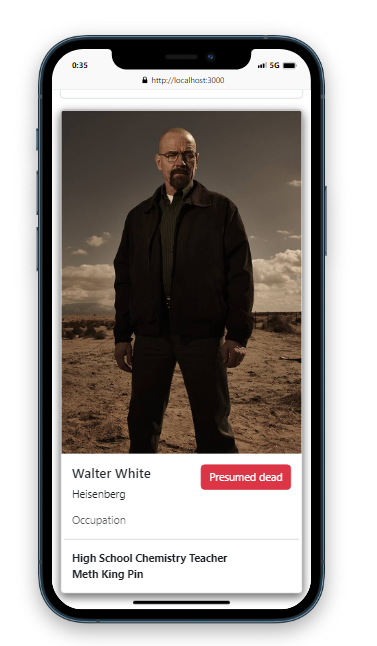 0:35
5G
http://localhost:3000
Walter White
Presumed dead
Heisenberg
Occupation
High School Chemistry Teacher
Meth King Pin